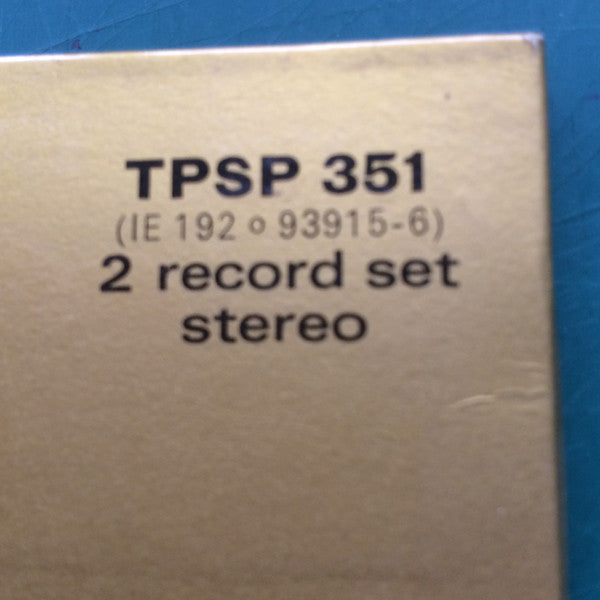 TPSP 351
(IE 192 o 93915-6)
2 record set
stereo